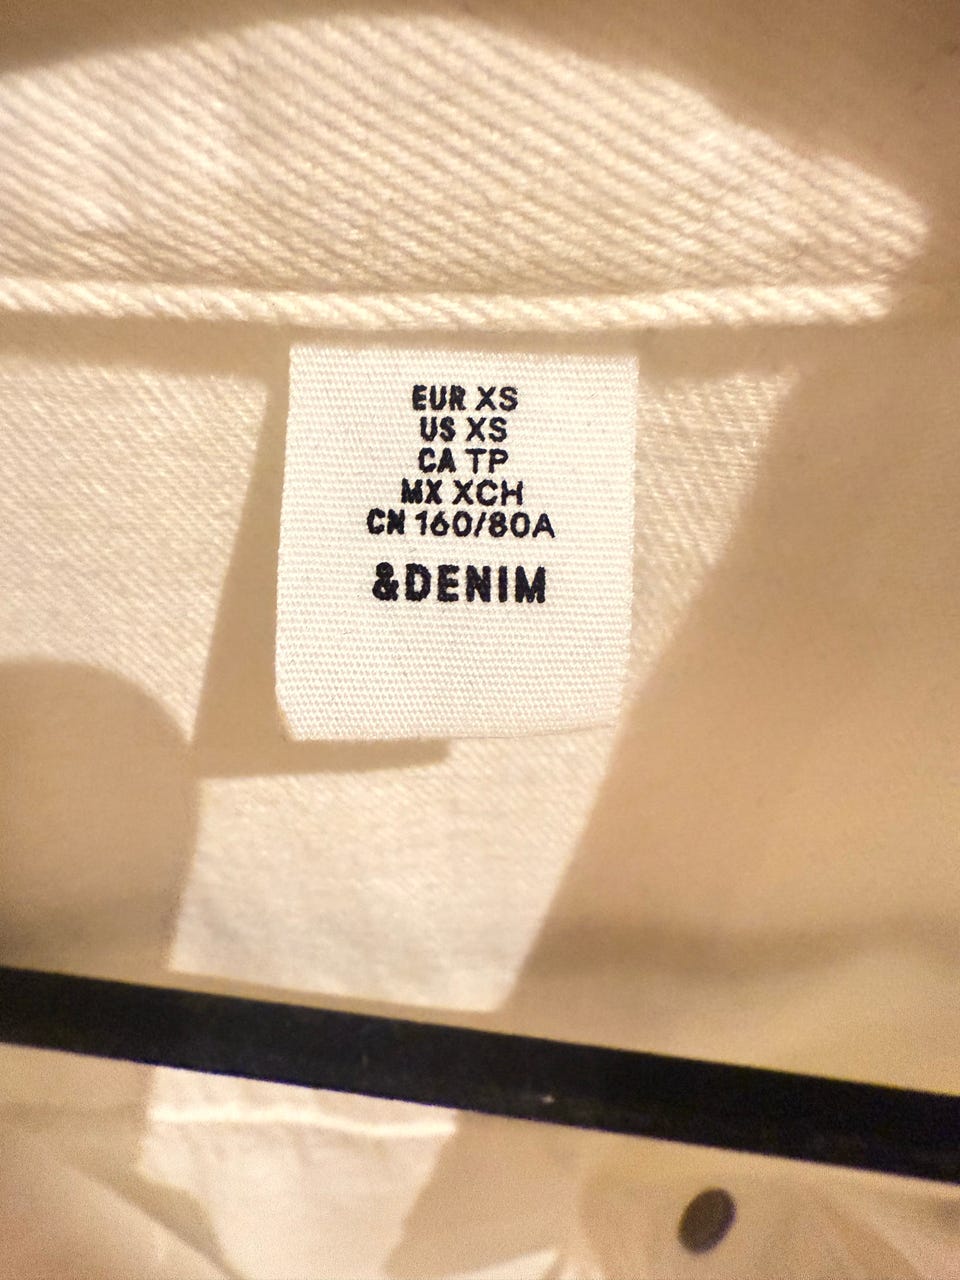 EUR XS
US XS
CA TP
MX XCH
CN 160/80A
&DENIM